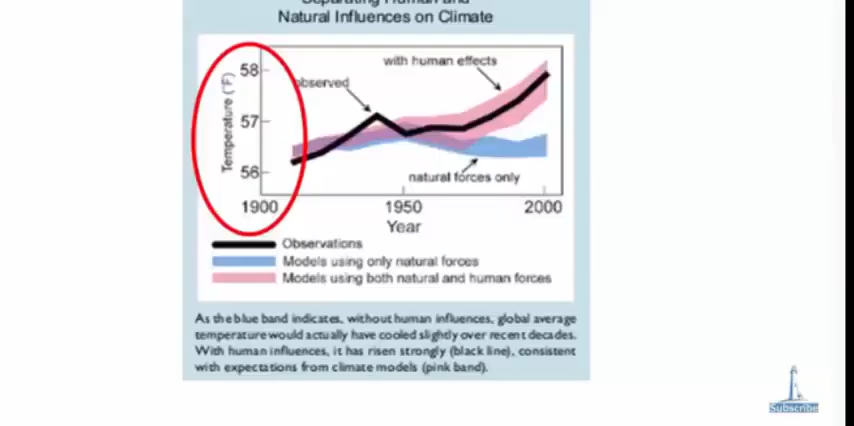 Separating Human and
Natural Influences on Climate
with human effects
observed
58
57
56
Temperature (°F)
natural forces only
1900
1950
2000
Year
Observations
Models using only natural forces
Models using both natural and human forces
As the blue band indicates, without human influences, global average
temperature would actually have cooled slightly over recent decades.
With human influences, it has risen strongly (black line), consistent
with expectations from climate models (pink band).
Subscribe